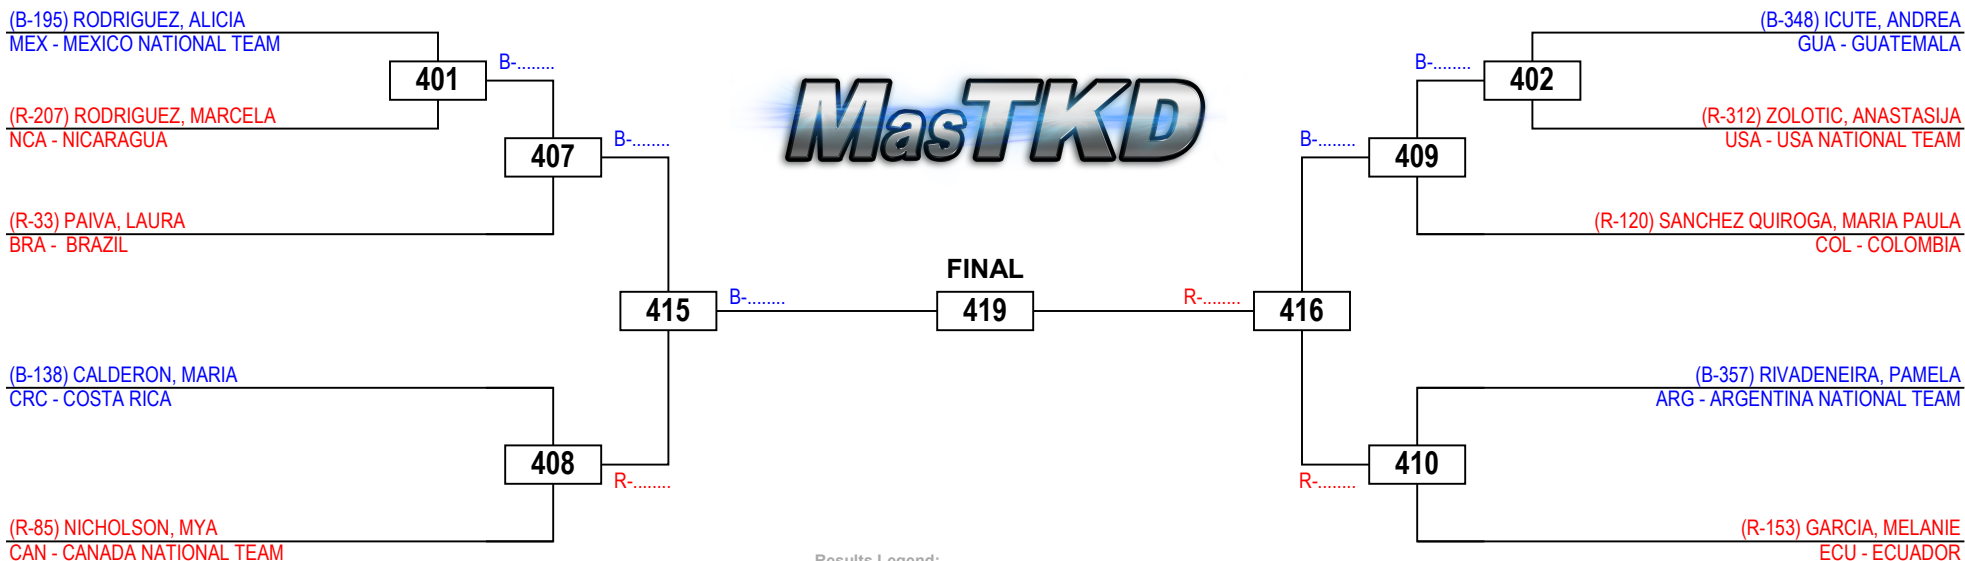 (B-195) RODRIGUEZ, ALICIA
MEX - MEXICO NATIONAL TEAM
401
B-........
(R-207) RODRIGUEZ, MARCELA
NCA - NICARAGUA
407
B-........
(R-33) PAIVA, LAURA
BRA - BRAZIL
415
B-........
(B-138) CALDERON, MARIA
CRC - COSTA RICA
408
R-........
(R-85) NICHOLSON, MYA
CAN - CANADA NATIONAL TEAM
MasTKD
FINAL
419
Results Legend:
(B-348) ICUTE, ANDREA
GUA - GUATEMALA
B-........
402
(R-312) ZOLOTIC, ANASTASIJA
USA - USA NATIONAL TEAM
B-........
409
(R-120) SANCHEZ QUIROGA, MARIA PAULA
COL - COLOMBIA
R-........
416
(B-357) RIVADENEIRA, PAMELA
ARG - ARGENTINA NATIONAL TEAM
410
R-........
(R-153) GARCIA, MELANIE
ECU - ECUADOR